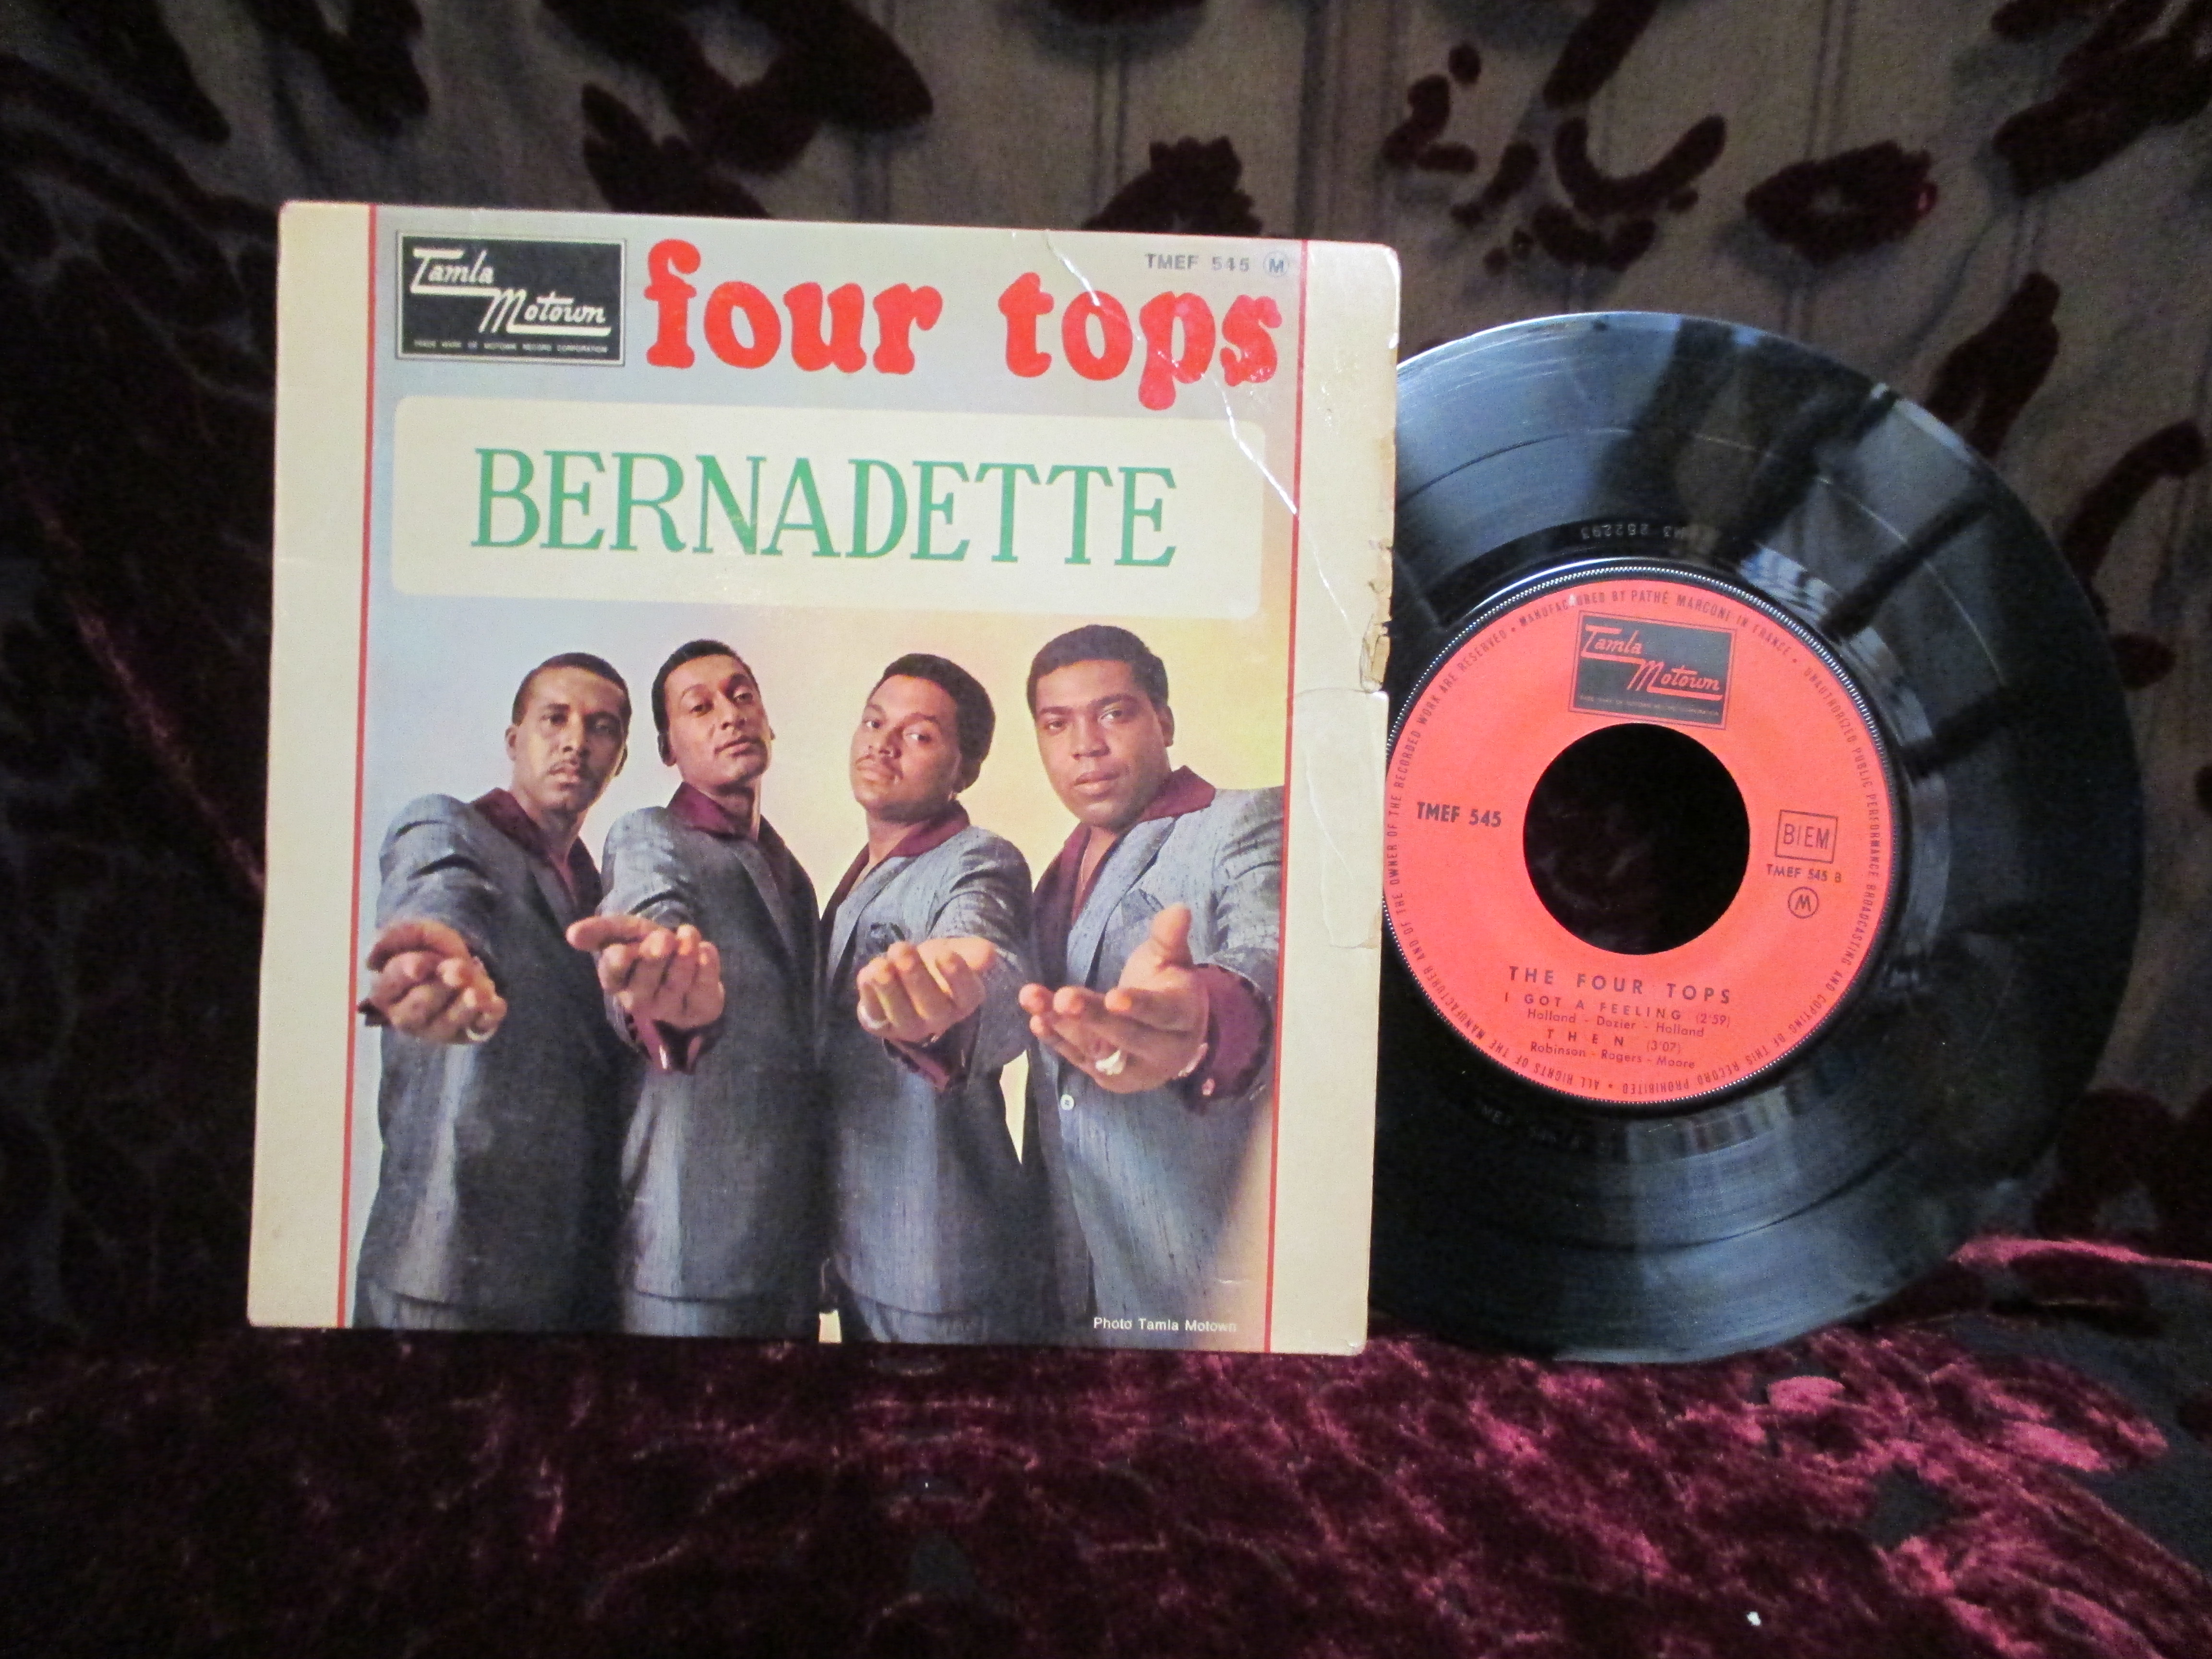 Tamla
Motown
TRADE MARK OF MOTOWN RECORD CORPORATION
four tops
TMEF 545 M
BERNADETTE
Photo Tamla Motown
MANUFACTURED BY PATHÉ MARCONI IN FRANCE • UNAUTHORIZED PUBLIC PERFORMANCE BROADCASTING AND COPYING OF THIS RECORD PROHIBITED • ALL RIGHTS OF THE MANUFACTURER AND OF THE OWNER OF THE RECORDED WORK ARE RESERVED •
Tamla
Motown
TMEF 545
BIEM
TMEF 545 B
M
THE FOUR TOPS
I GOT A FEELING (2'59)
Holland - Dozier - Holland
THEN (3'07)
Robinson - Rogers - Moore